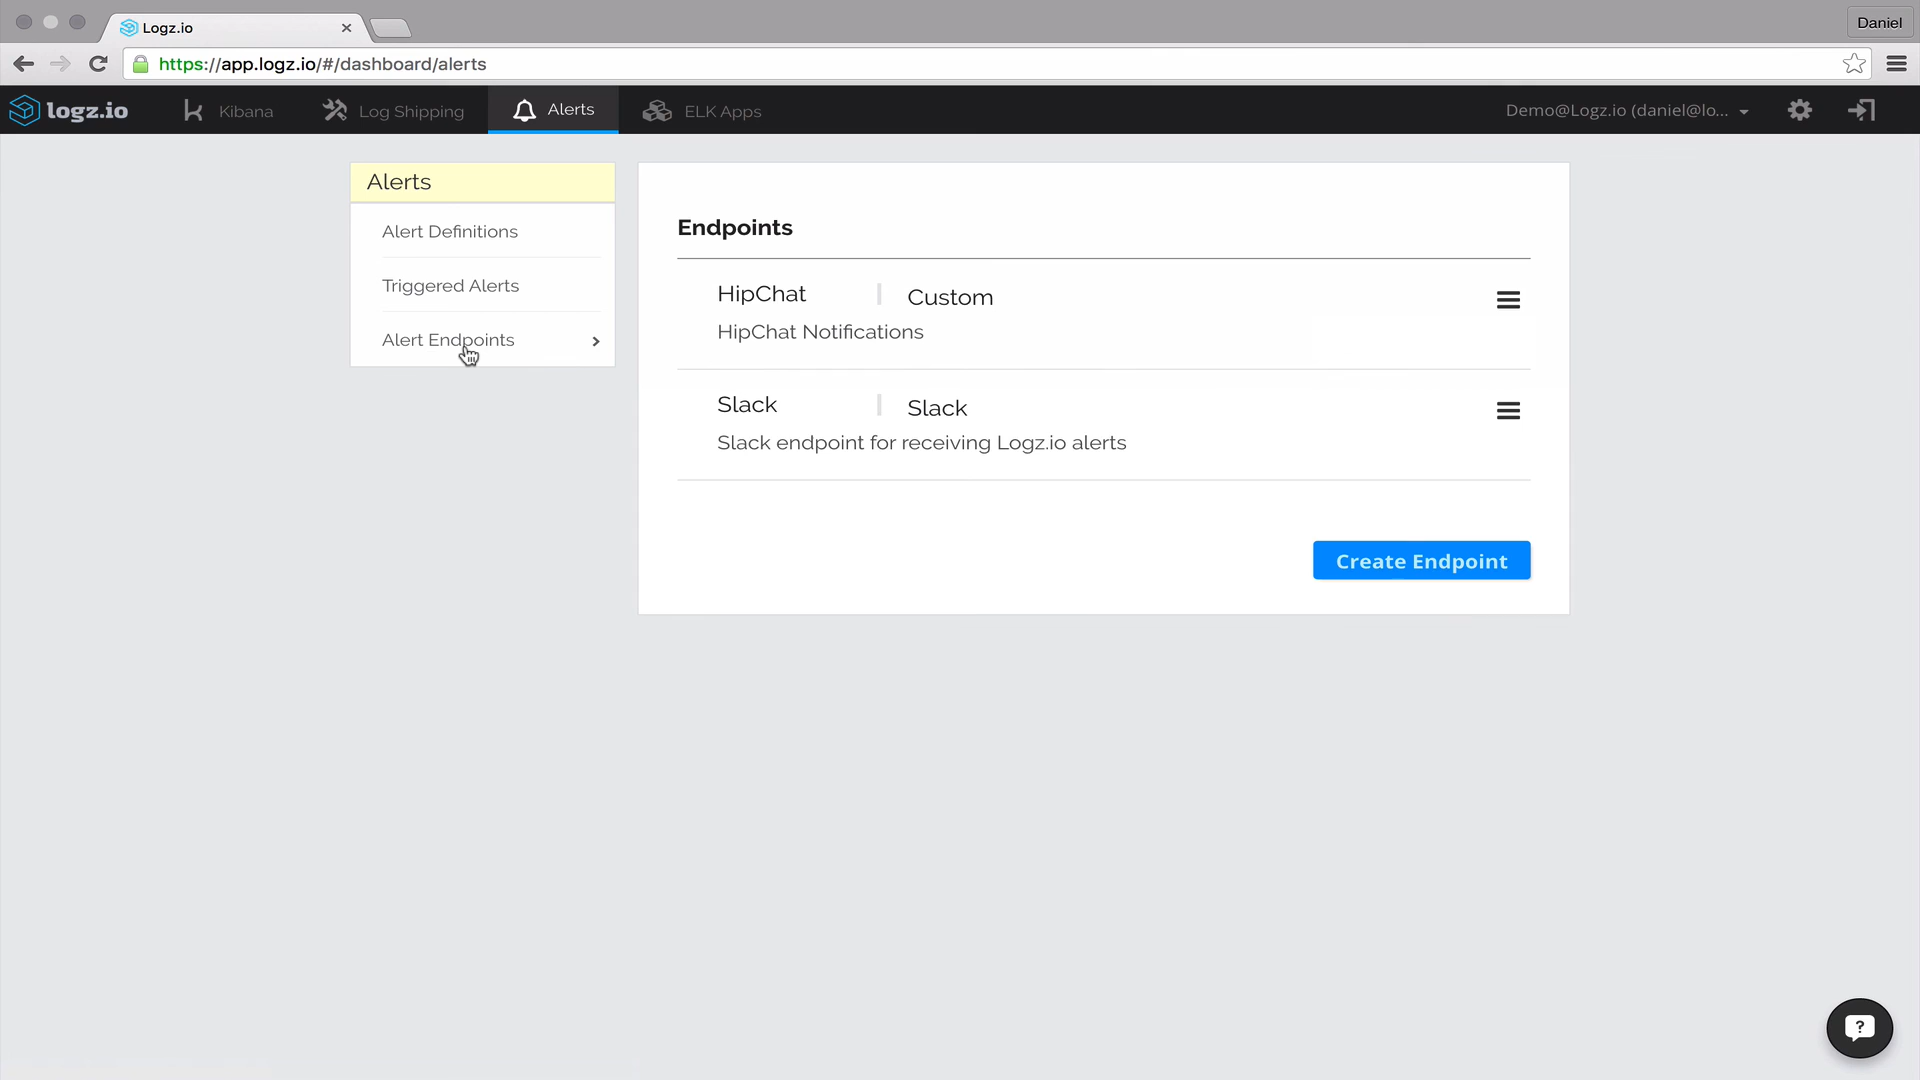 Logz.io
Daniel
https://app.logz.io/#/dashboard/alerts
logz.io
Kibana
Log Shipping
Alerts
ELK Apps
Demo@Logz.io (daniel@lo...
Alerts
Alert Definitions
Triggered Alerts
Alert Endpoints
Endpoints
HipChat
Custom
HipChat Notifications
Slack
Slack
Slack endpoint for receiving Logz.io alerts
Create Endpoint